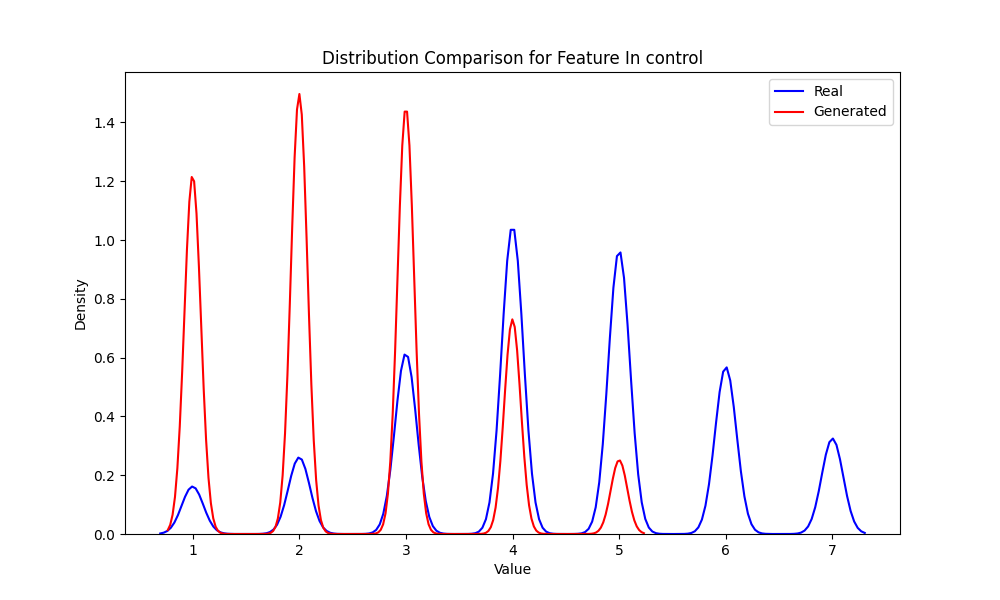 Distribution Comparison for Feature In control
Real
Generated
1.4
1.2
1.0
0.8
0.6
0.4
0.2
0.0
Density
1 2 3 4 5 6 7
Value